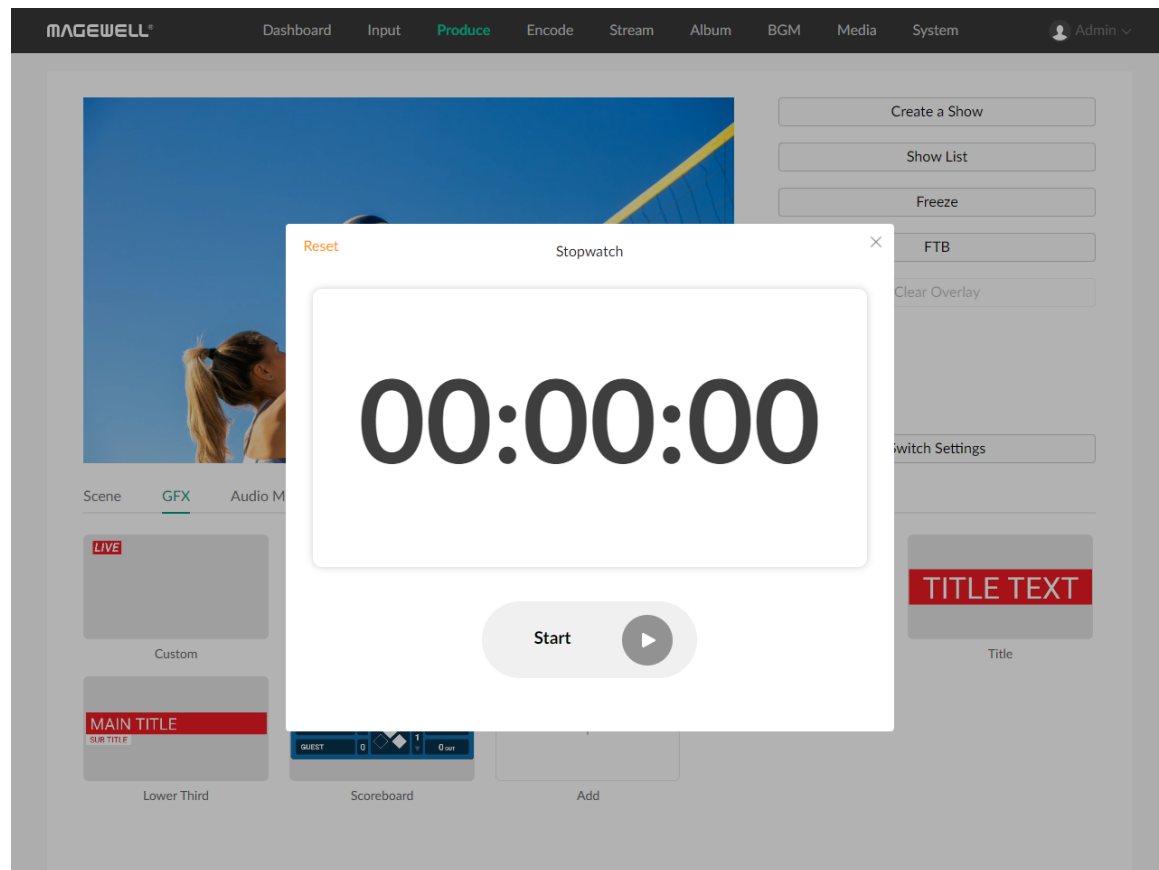 MAGEWELL®
Dashboard Input Produce Encode Stream Album BGM Media System Admin
Create a Show
Show List
Freeze
FTB
Clear Overlay
Reset
Stopwatch
00:00:00
Switch Settings
Scene GFX Audio M
LIVE
TITLE TEXT
Start
Custom Title
MAIN TITLE
SUB TITLE
GUEST 0 1 0 OUT
Lower Third Scoreboard Add